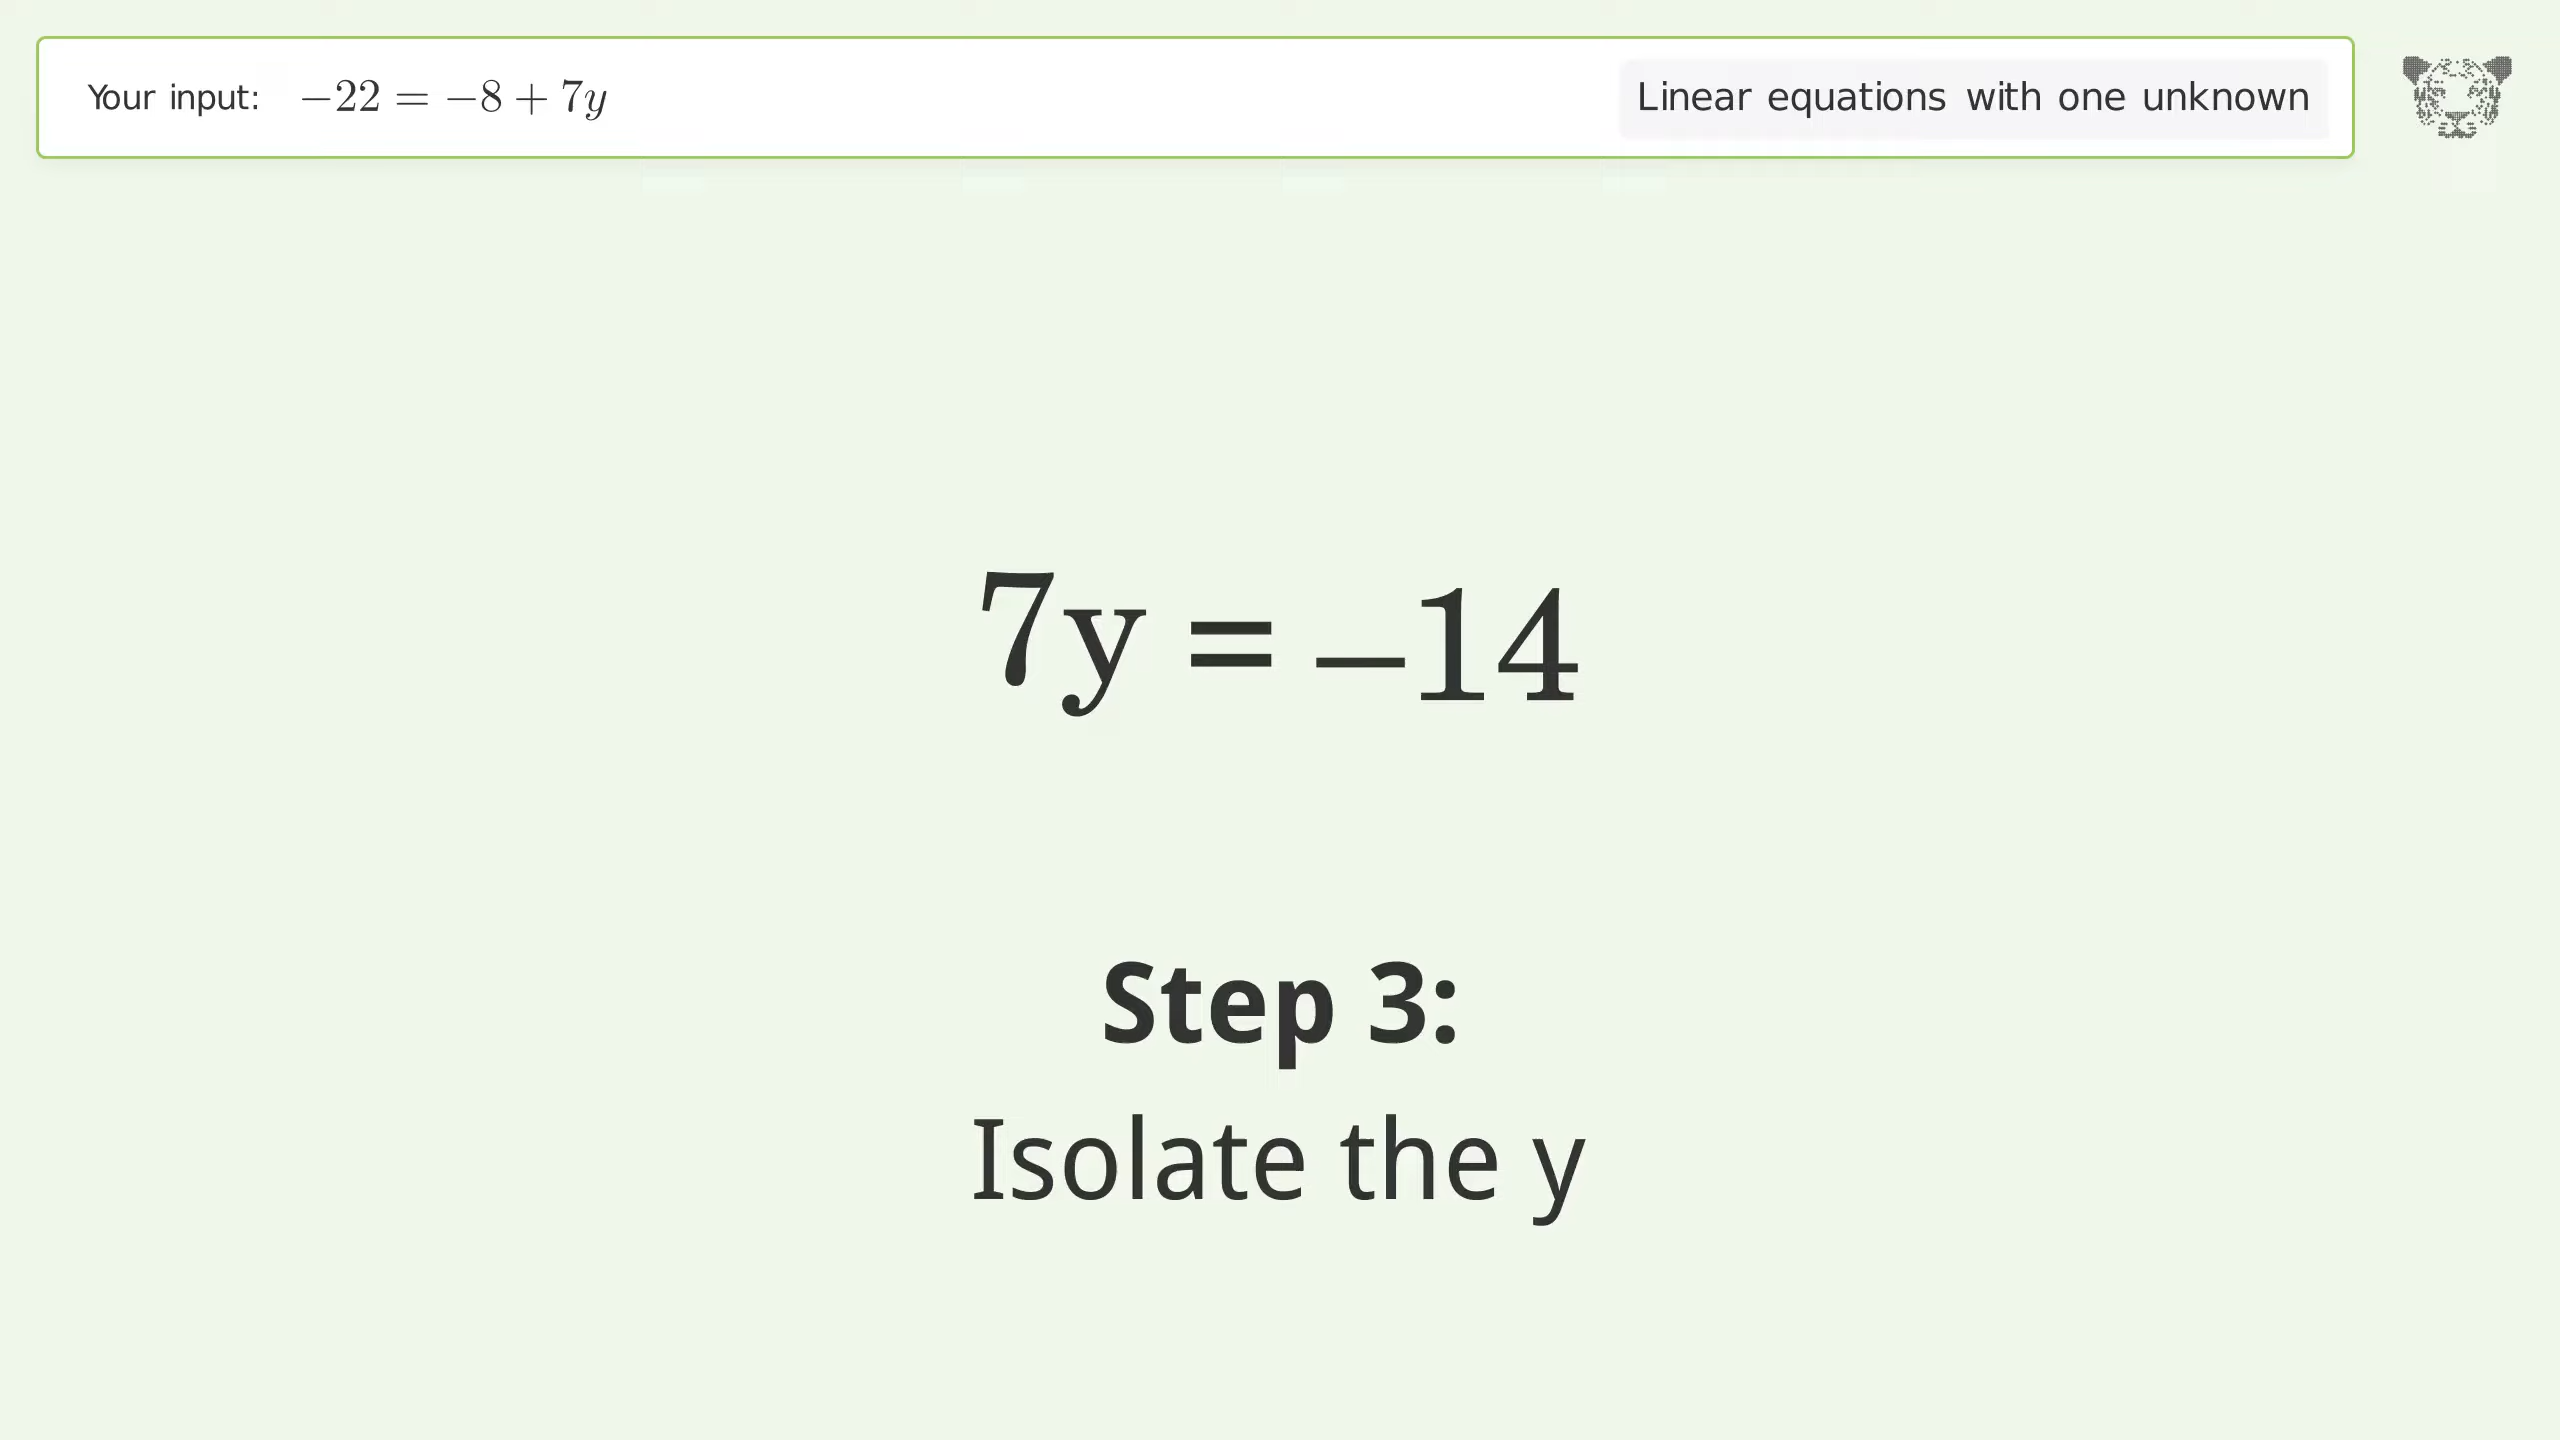 Your input: −22 = −8 + 7y
Linear equations with one unknown
7y = −14
Step 3:
Isolate the y